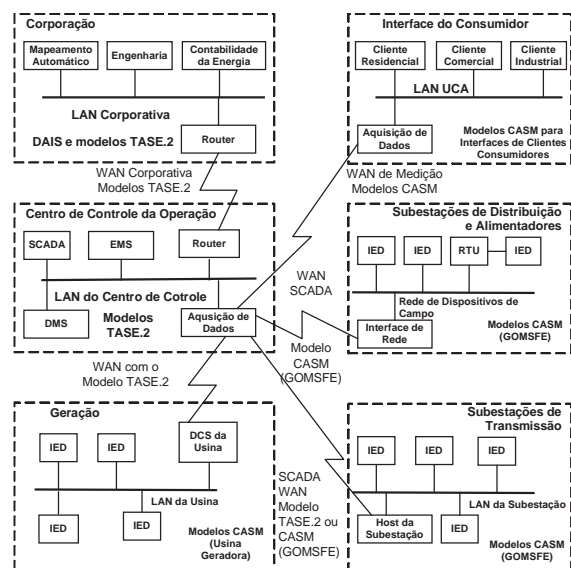 Corporação
Mapeamento
Automático
Engenharia
Contabilidade
da Energia
LAN Corporativa
DAIS e modelos TASE.2
Router
WAN Corporativa
Modelos TASE.2
Interface do Consumidor
Cliente
Residencial
Cliente
Comercial
Cliente
Industrial
LAN UCA
Aquisição de
Dados
Modelos CASM para
Interfaces de Clientes
Consumidores
WAN de Medição
Modelos CASM
Centro de Controle da Operação
SCADA
EMS
Router
LAN do Centro de Cotrole
DMS
Modelos
TASE.2
Aqusição de
Dados
WAN
SCADA
Modelo
CASM
(GOMSFE)
Subestações de Distribuição
e Alimentadores
IED
IED
RTU
IED
Rede de Dispositivos de
Campo
Interface de
Rede
Modelos CASM
(GOMSFE)
WAN com o
Modelo TASE.2
Geração
IED
IED
DCS da
Usina
LAN da Usina
IED
IED
Modelos CASM
(Usina
Geradora)
SCADA
WAN
Modelo
TASE.2 ou
CASM
(GOMSFE)
Subestações de
Transmissão
IED
IED
IED
LAN da Subestação
Host da
Subestação
IED
Modelos CASM
(GOMSFE)